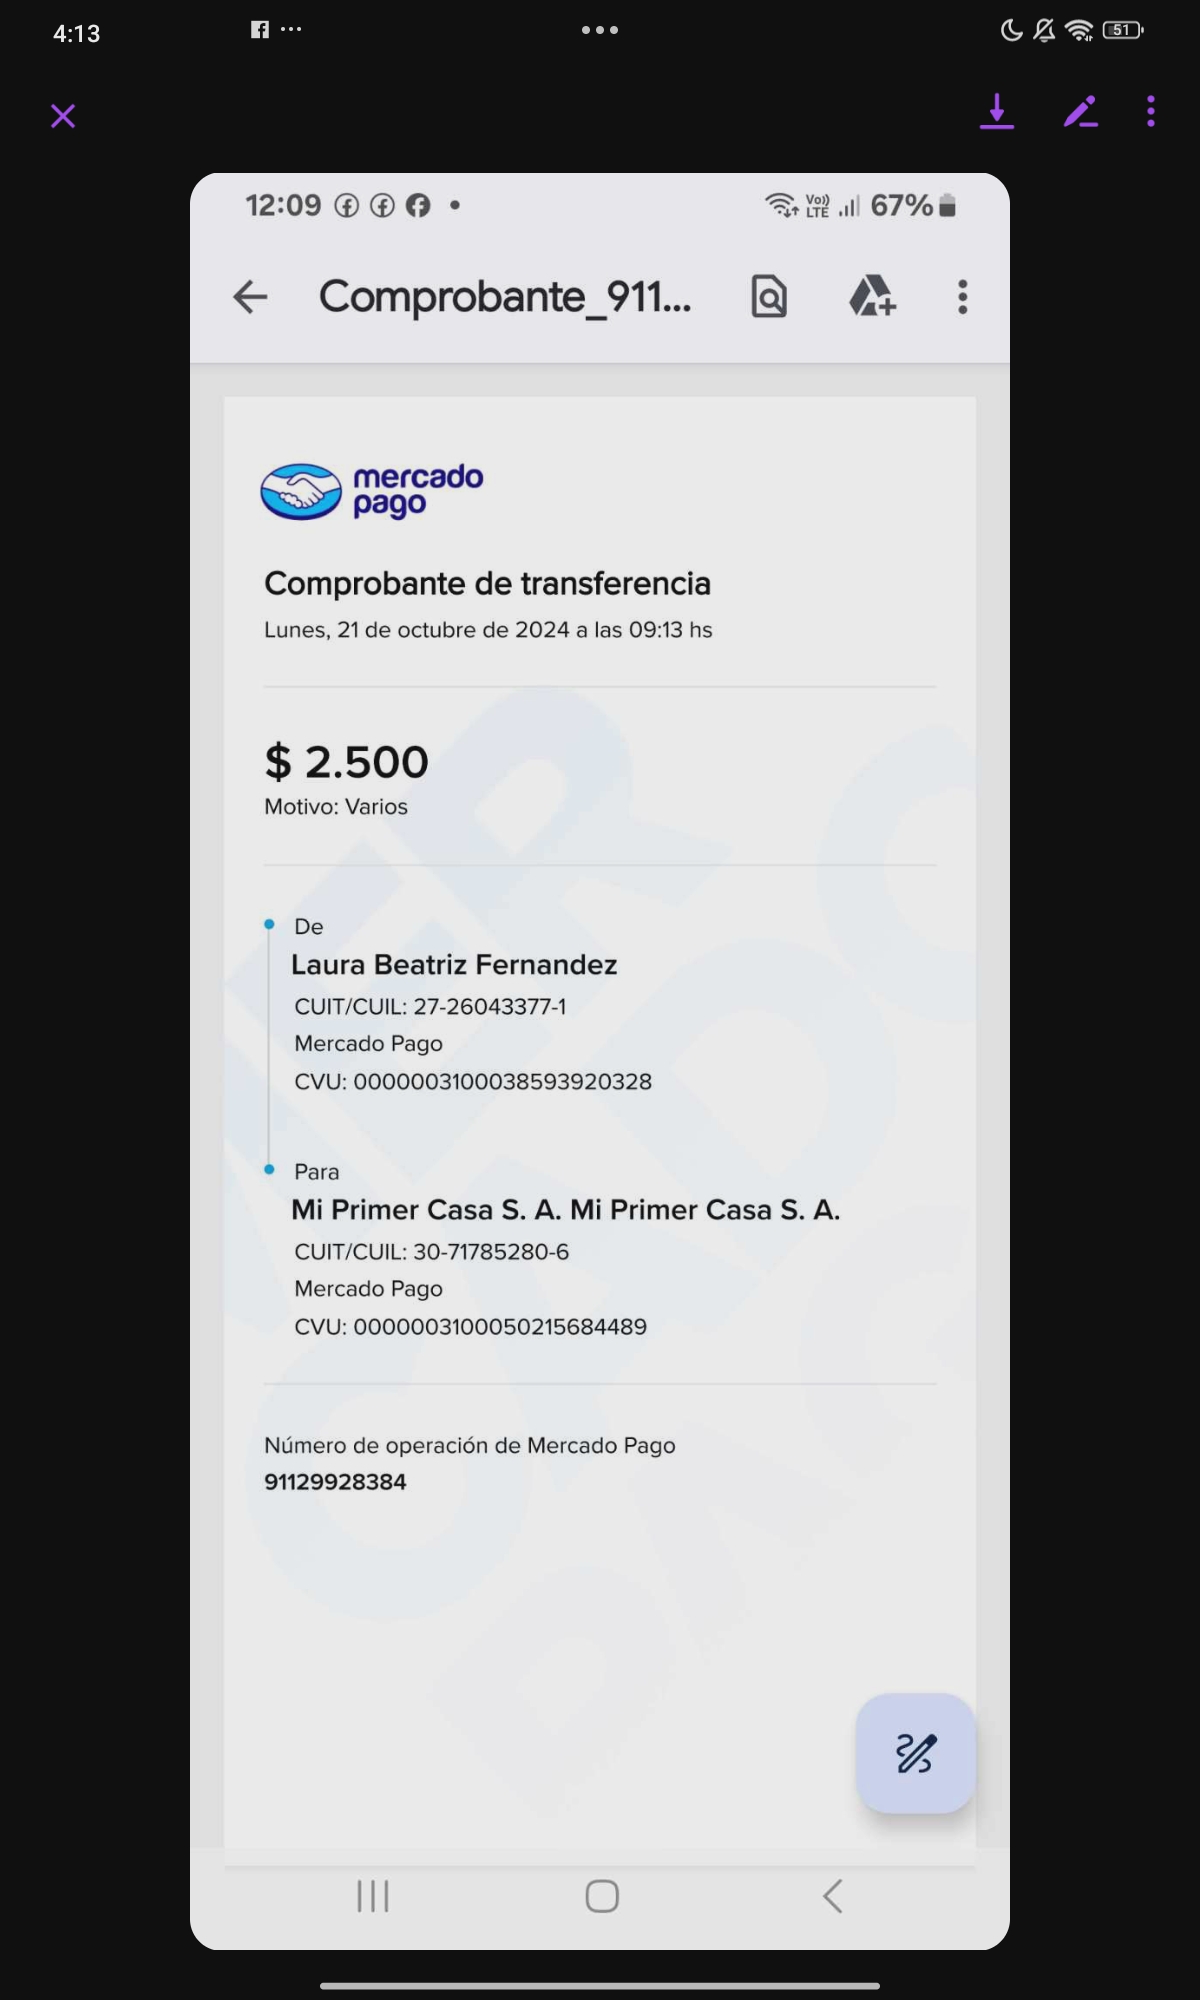 4:13
51
12:09
Vo)) LTE
67%
Comprobante_911...
mercado
pago
Comprobante de transferencia
Lunes, 21 de octubre de 2024 a las 09:13 hs
$ 2.500
Motivo: Varios
De
Laura Beatriz Fernandez
CUIT/CUIL: 27-26043377-1
Mercado Pago
CVU: 0000003100038593920328
Para
Mi Primer Casa S. A. Mi Primer Casa S. A.
CUIT/CUIL: 30-71785280-6
Mercado Pago
CVU: 0000003100050215684489
Número de operación de Mercado Pago
91129928384